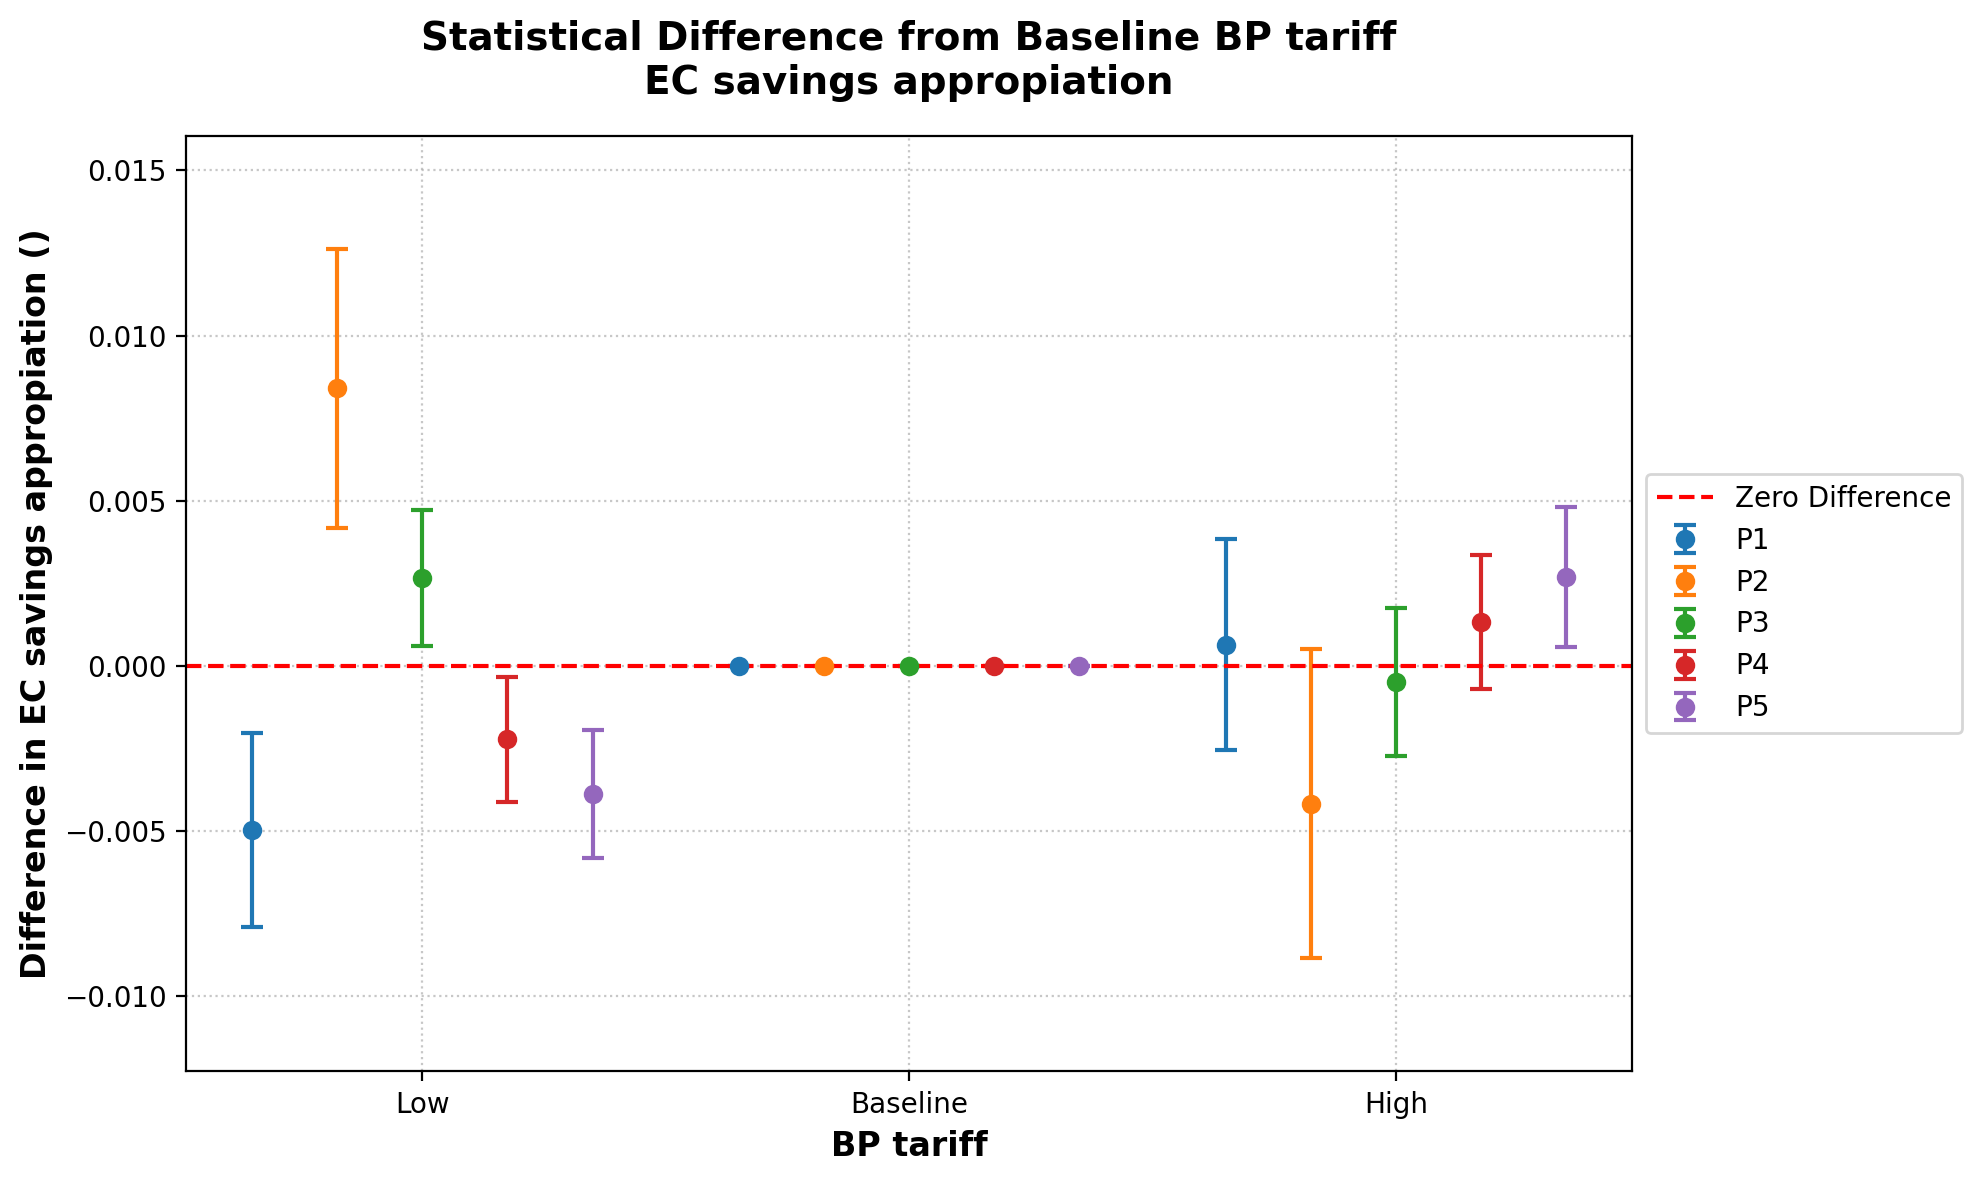 Statistical Difference from Baseline BP tariff
EC savings appropiation
Difference in EC savings appropiation ()
0.015
0.010
0.005
0.000
−0.005
−0.010
Low
Baseline
High
BP tariff
Zero Difference
P1
P2
P3
P4
P5